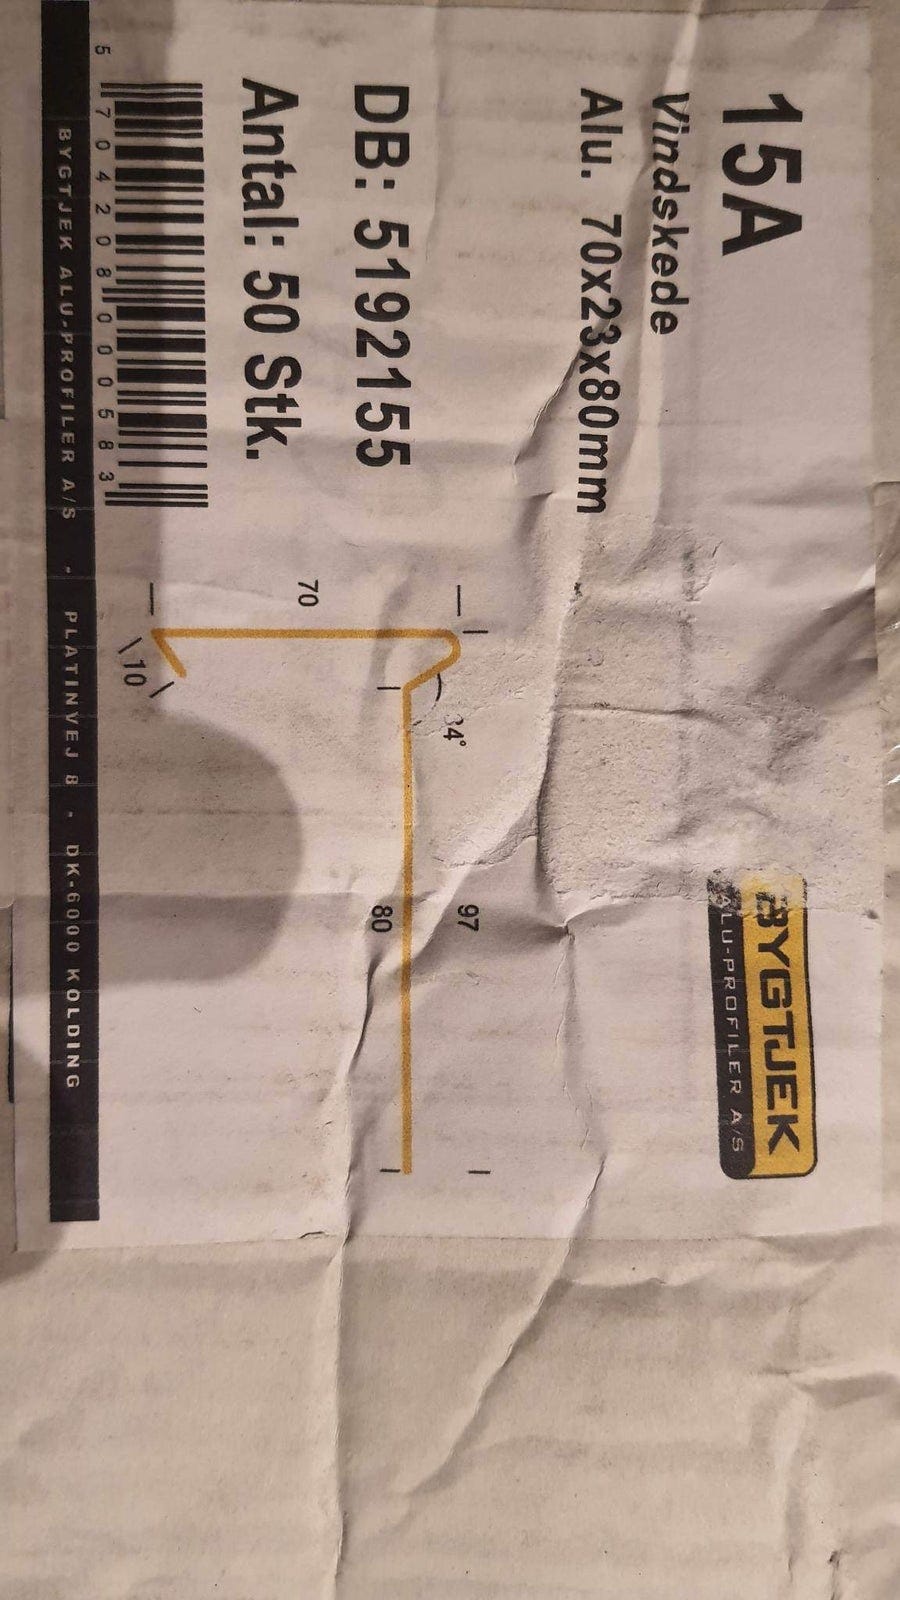 15A
Vindskede
Alu. 70x23x80mm
DB: 5192155
Antal: 50 Stk.
5 704208 000583
BYGTJEK
ALU-PROFILER A/S
70
10
34°
97
80
BYGTJEK ALU-PROFILER A/S - PLATINVEJ 8 - DK-6000 KOLDING